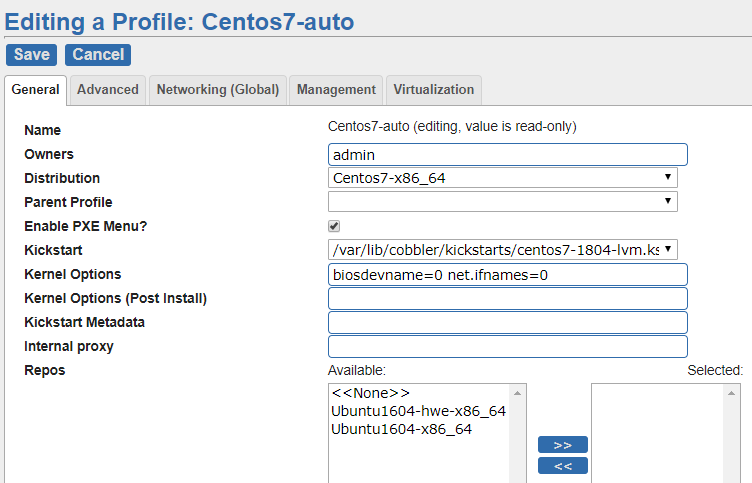 Editing a Profile: Centos7-auto
Save Cancel
General Advanced Networking (Global) Management Virtualization
Name Centos7-auto (editing, value is read-only)
Owners admin
Distribution Centos7-x86_64
Parent Profile
Enable PXE Menu?
Kickstart /var/lib/cobbler/kickstarts/centos7-1804-lvm.ks
Kernel Options biosdevname=0 net.ifnames=0
Kernel Options (Post Install)
Kickstart Metadata
Internal proxy
Repos Available: Selected:
<<None>>
Ubuntu1604-hwe-x86_64
Ubuntu1604-x86_64
>>
<<